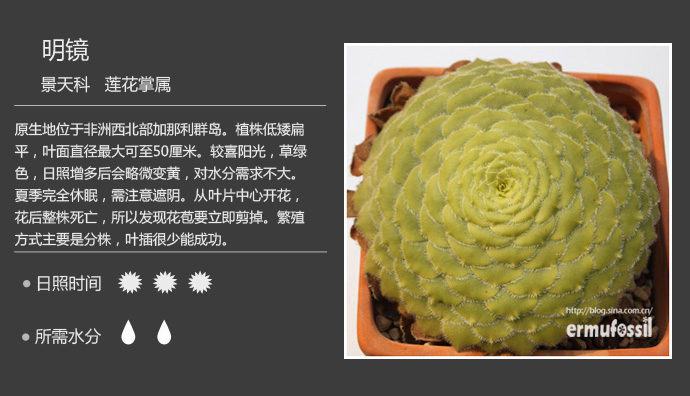 明镜
景天科 莲花掌属
原生地位于非洲西北部加那利群岛。植株低矮扁
平，叶面直径最大可至50厘米。较喜阳光，草绿
色，日照增多后会略微变黄，对水分需求不大。
夏季完全休眠，需注意遮阴。从叶片中心开花，
花后整株死亡，所以发现花苞要立即剪掉。繁殖
方式主要是分株，叶插很少能成功。
日照时间
所需水分
http://blog.sina.com.cn/
ermufossil